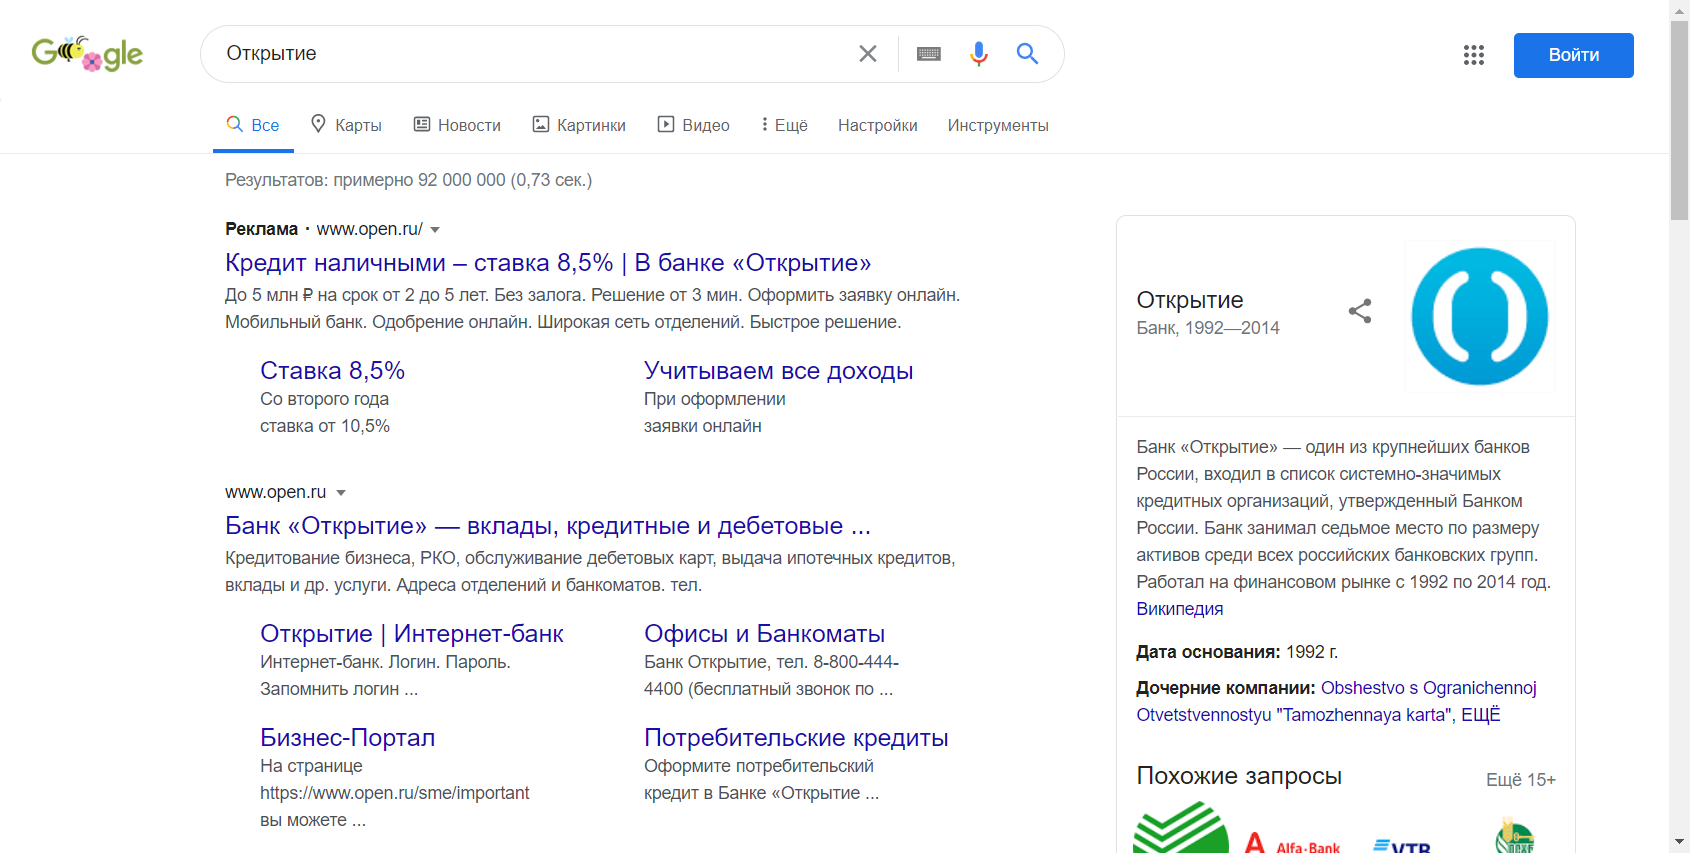 Google
Открытие
Войти
Все
Карты
Новости
Картинки
Видео
Ещё
Настройки
Инструменты
Результатов: примерно 92 000 000 (0,73 сек.)
Реклама · www.open.ru/
Кредит наличными – ставка 8,5% | В банке «Открытие»
До 5 млн ₽ на срок от 2 до 5 лет. Без залога. Решение от 3 мин. Оформить заявку онлайн.
Мобильный банк. Одобрение онлайн. Широкая сеть отделений. Быстрое решение.
Ставка 8,5%
Со второго года
ставка от 10,5%
Учитываем все доходы
При оформлении
заявки онлайн
www.open.ru
Банк «Открытие» — вклады, кредитные и дебетовые ...
Кредитование бизнеса, РКО, обслуживание дебетовых карт, выдача ипотечных кредитов,
вклады и др. услуги. Адреса отделений и банкоматов. тел.
Открытие | Интернет-банк
Интернет-банк. Логин. Пароль.
Запомнить логин ...
Офисы и Банкоматы
Банк Открытие, тел. 8-800-444-
4400 (бесплатный звонок по ...
Бизнес-Портал
На странице
https://www.open.ru/sme/important
вы можете ...
Потребительские кредиты
Оформите потребительский
кредит в Банке «Открытие ...
Открытие
Банк, 1992—2014
Банк «Открытие» — один из крупнейших банков
России, входил в список системно-значимых
кредитных организаций, утвержденный Банком
России. Банк занимал седьмое место по размеру
активов среди всех российских банковских групп.
Работал на финансовом рынке с 1992 по 2014 год.
Википедия
Дата основания: 1992 г.
Дочерние компании: Obshestvo s Ogranichennoj
Otvetstvennostyu "Tamozhennaya karta", ЕЩЁ
Похожие запросы
Ещё 15+
A
Alfa·Bank
VTB